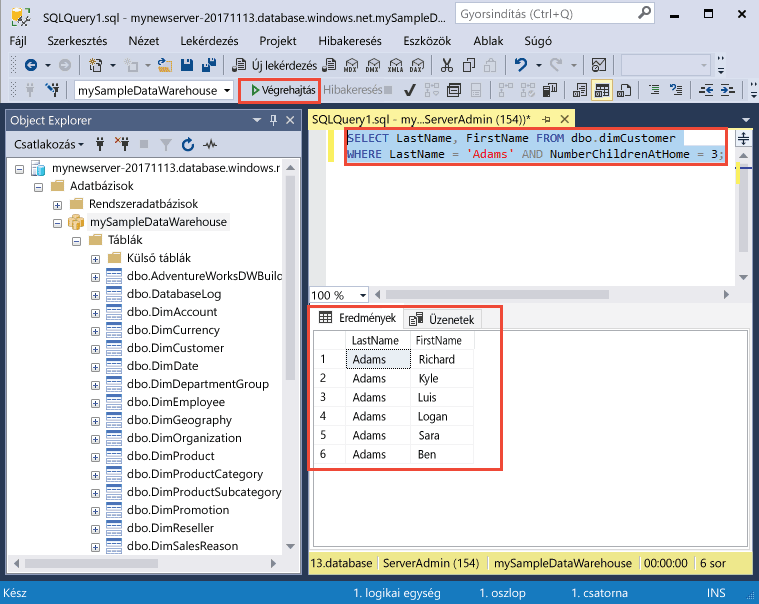 SQLQuery1.sql - mynewserver-20171113.database.windows.net.mySampleD...
Gyorsindítás (Ctrl+Q)
Fájl Szerkesztés Nézet Lekérdezés Projekt Hibakeresés Eszközök Ablak Súgó
Új lekérdezés MDX DMX XMLA DAX
mySampleDataWarehouse Végrehajtás Hibakeresés
Object Explorer
Csatlakozás
mynewserver-20171113.database.windows.r
Adatbázisok
Rendszeradatbázisok
mySampleDataWarehouse
Táblák
Külső táblák
dbo.AdventureWorksDWBuild
dbo.DatabaseLog
dbo.DimAccount
dbo.DimCurrency
dbo.DimCustomer
dbo.DimDate
dbo.DimDepartmentGroup
dbo.DimEmployee
dbo.DimGeography
dbo.DimOrganization
dbo.DimProduct
dbo.DimProductCategory
dbo.DimProductSubcategory
dbo.DimPromotion
dbo.DimReseller
dbo.DimSalesReason
SQLQuery1.sql - my...ServerAdmin (154))*
SELECT LastName, FirstName FROM dbo.dimCustomer
WHERE LastName = 'Adams' AND NumberChildrenAtHome = 3;
100 %
Eredmények Üzenetek
LastName FirstName
1 Adams Richard
2 Adams Kyle
3 Adams Luis
4 Adams Logan
5 Adams Sara
6 Adams Ben
13.database ServerAdmin (154) mySampleDataWarehouse 00:00:00 6 sor
Kész 1. logikai egység 1. oszlop 1. csatorna INS